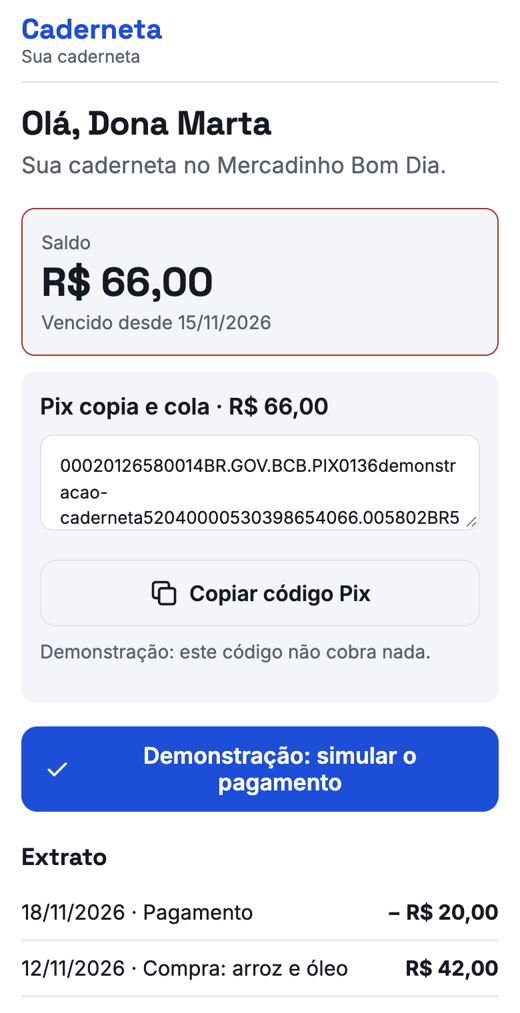 Caderneta
Sua caderneta
Olá, Dona Marta
Sua caderneta no Mercadinho Bom Dia.
Saldo
R$ 66,00
Vencido desde 15/11/2026
Pix copia e cola · R$ 66,00
00020126580014BR.GOV.BCB.PIX0136demonstr
acao-
caderneta52040000530398654066.005802BR5
Copiar código Pix
Demonstração: este código não cobra nada.
Demonstração: simular o
pagamento
Extrato
18/11/2026 · Pagamento – R$ 20,00
12/11/2026 · Compra: arroz e óleo R$ 42,00